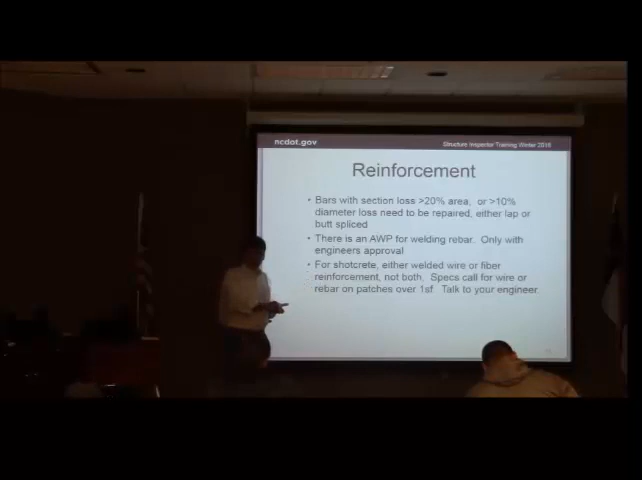 ncdot.gov
Structure Inspector Training Winter 2018
Reinforcement
• Bars with section loss >20% area, or >10%
diameter loss need to be repaired, either lap or
butt spliced
• There is an AWP for welding rebar. Only with
engineers approval
• For shotcrete, either welded wire or fiber
reinforcement, not both. Specs call for wire or
rebar on patches over 1sf Talk to your engineer.